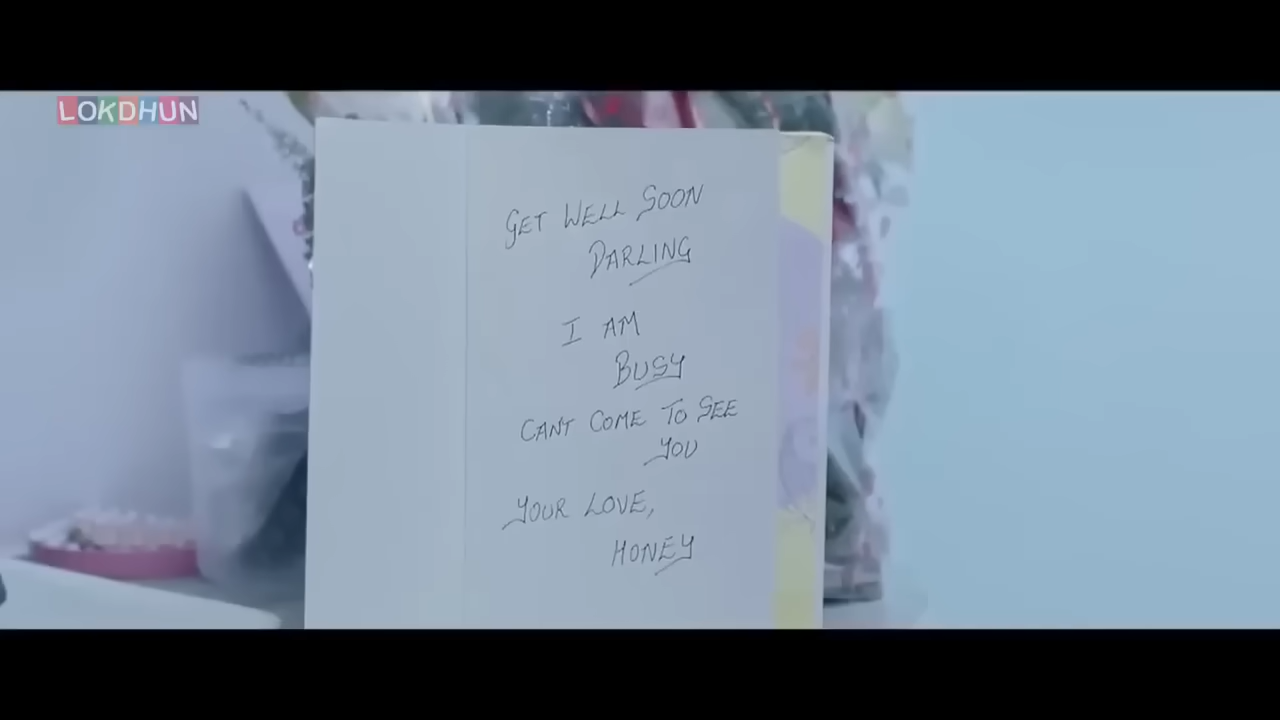 LOKDHUN
GET WELL SOON
DARLING
I AM
BUSY
CANT COME TO SEE
YOU
YOUR LOVE,
HONEY